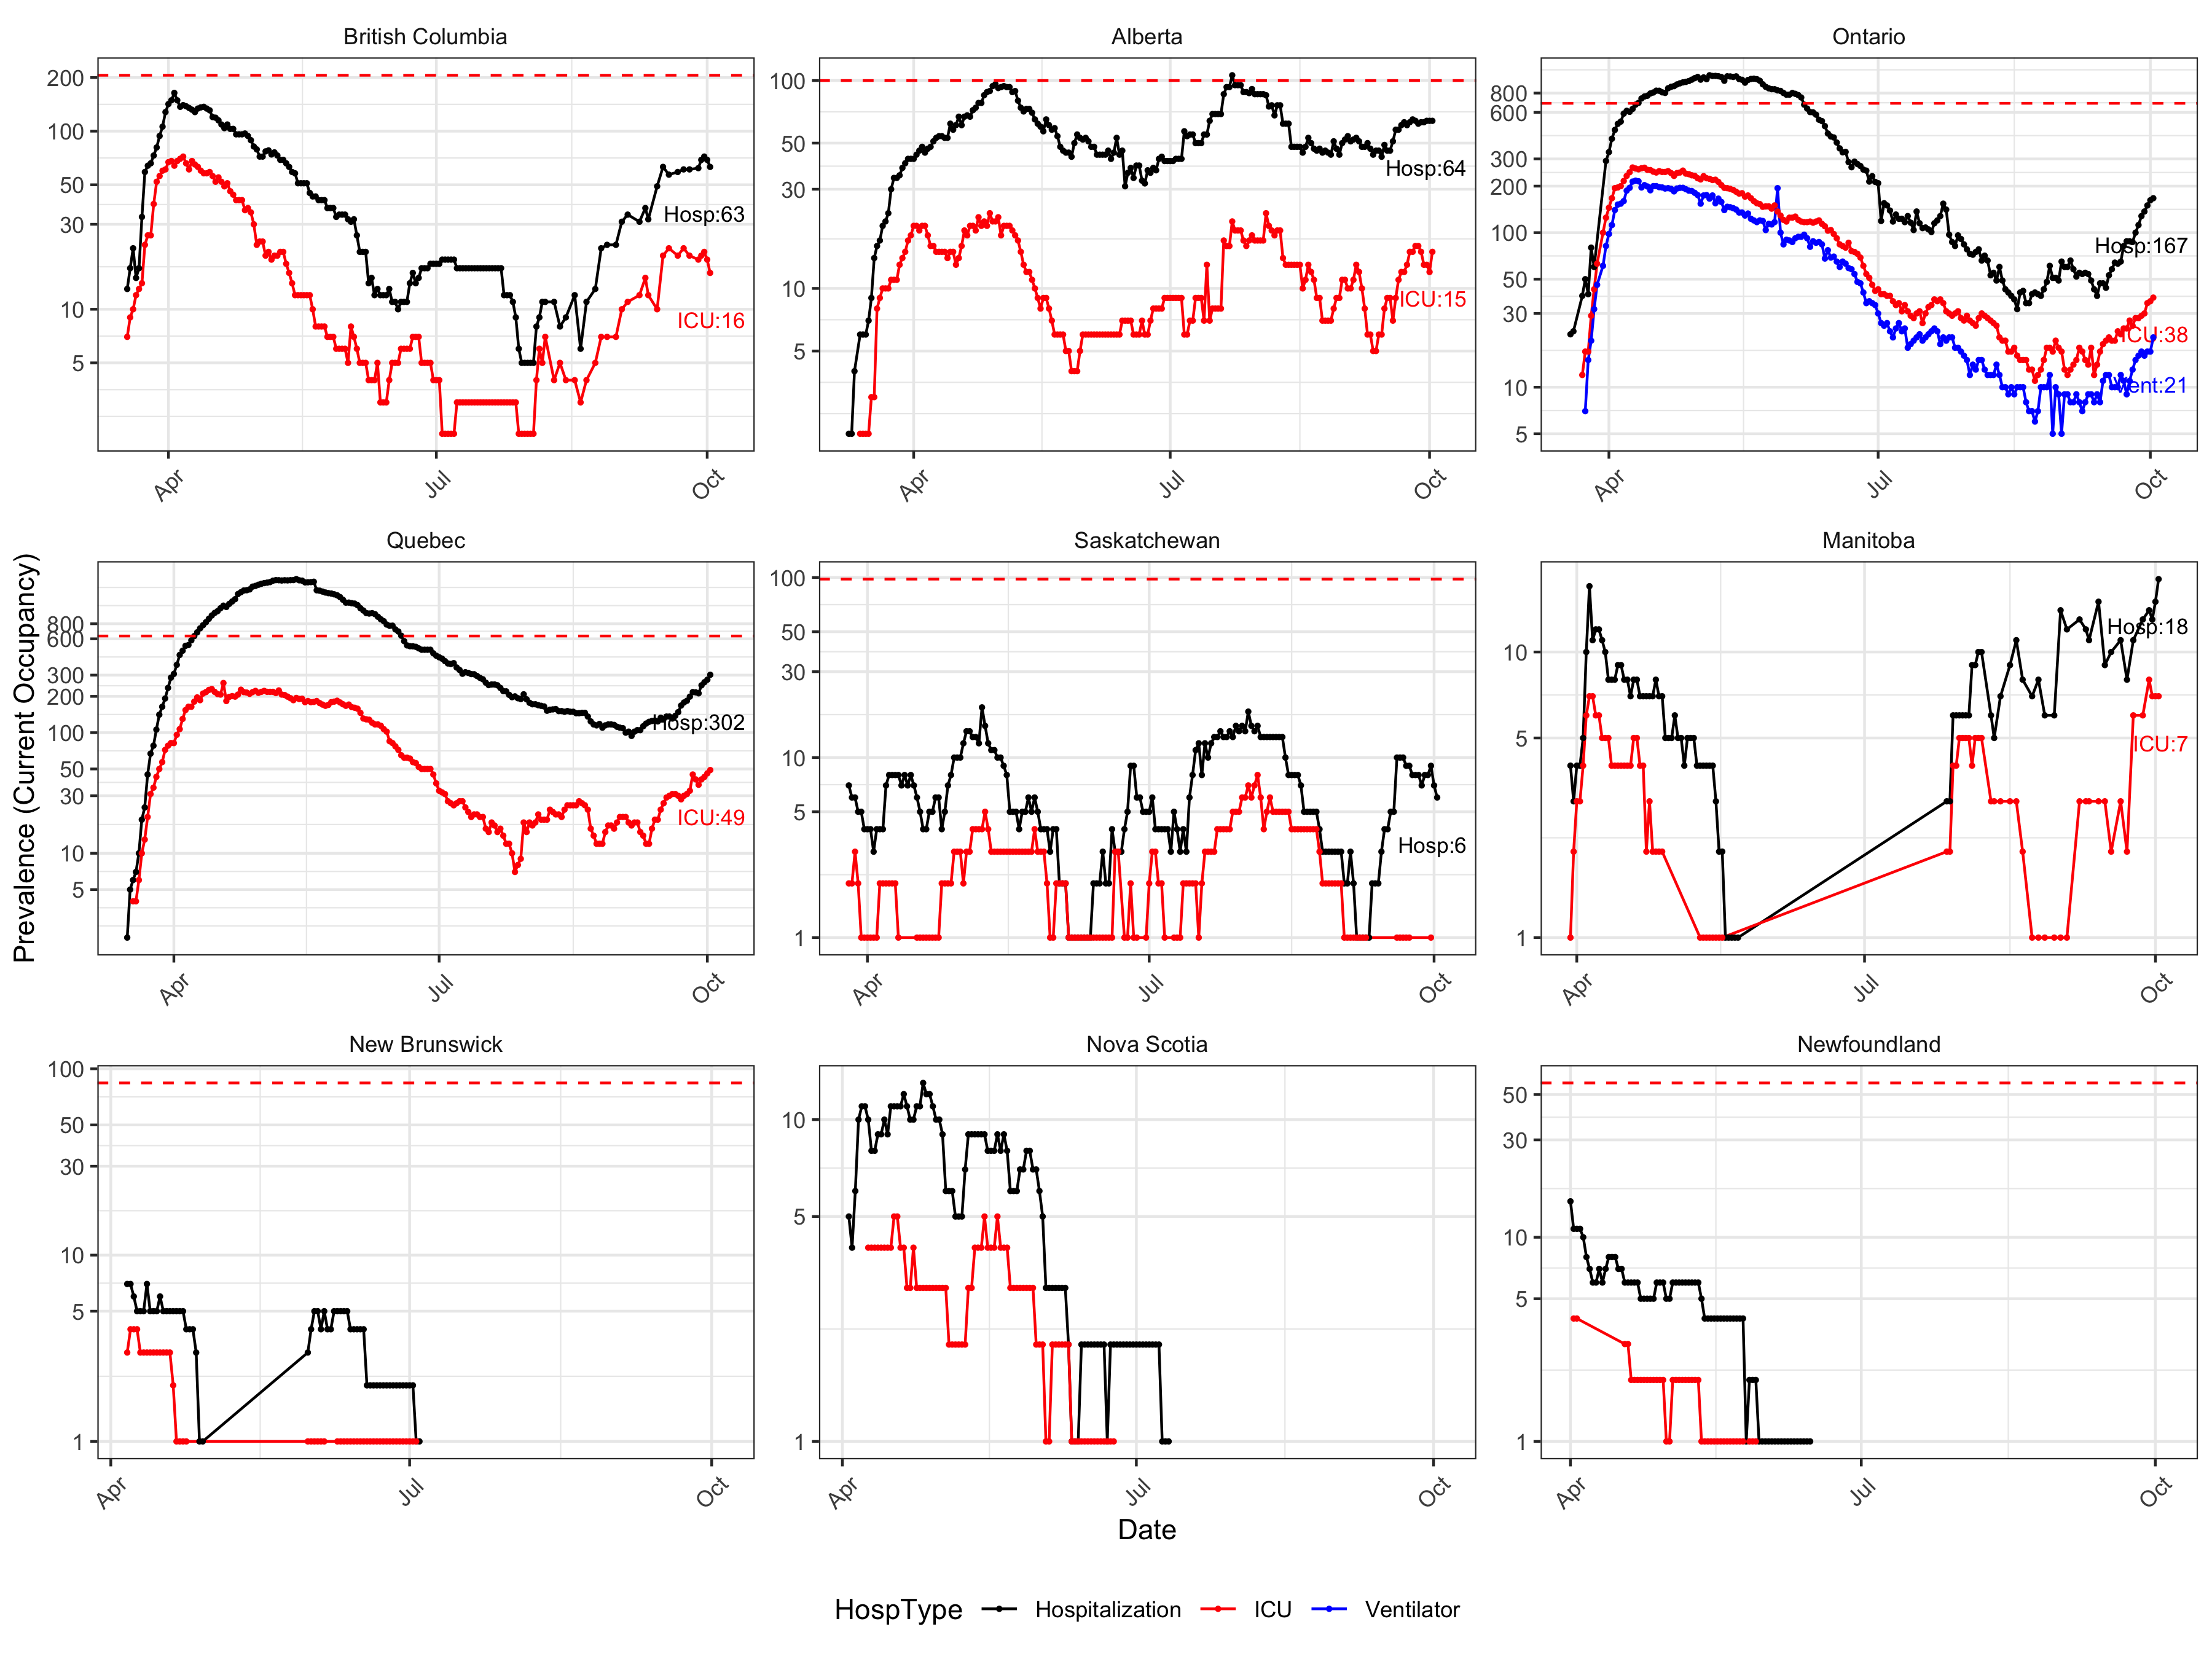 British Columbia
Alberta
Ontario
200
100
50
30
10
5
Hosp:63
ICU:16
Apr
Jul
Oct
100
50
30
10
5
Hosp:64
ICU:15
Apr
Jul
Oct
800
600
300
200
100
50
30
10
5
Hosp:167
ICU:38
Vent:21
Apr
Jul
Oct
Prevalence (Current Occupancy)
Quebec
Saskatchewan
Manitoba
800
600
300
200
100
50
30
10
5
Hosp:302
ICU:49
Apr
Jul
Oct
100
50
30
10
5
1
Hosp:6
Apr
Jul
Oct
10
5
1
Hosp:18
ICU:7
Apr
Jul
Oct
New Brunswick
Nova Scotia
Newfoundland
100
50
30
10
5
1
Apr
Jul
Oct
10
5
1
Apr
Jul
Oct
50
30
10
5
1
Apr
Jul
Oct
Date
HospType Hospitalization ICU Ventilator